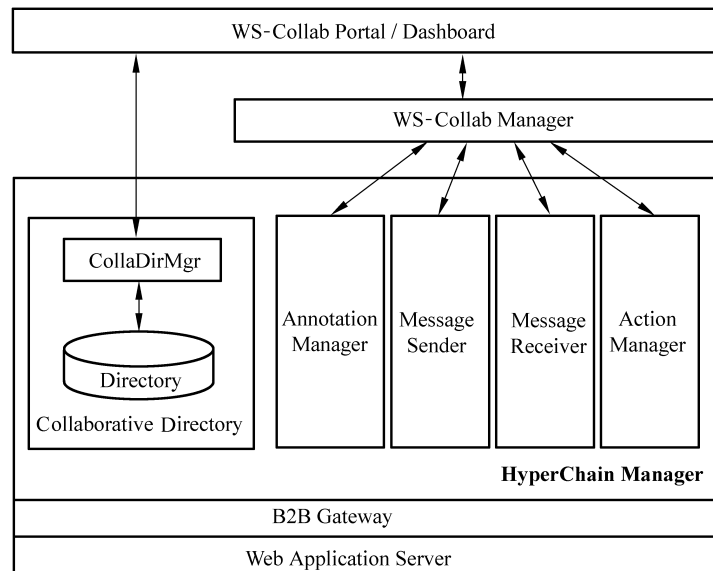 WS-Collab Portal / Dashboard
WS-Collab Manager
CollaDirMgr
Directory
Collaborative Directory
Annotation
Manager
Message
Sender
Message
Receiver
Action
Manager
HyperChain Manager
B2B Gateway
Web Application Server